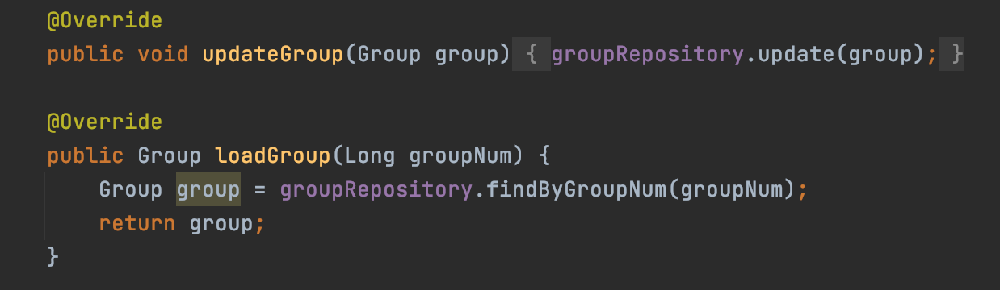 @Override
public void updateGroup(Group group) { groupRepository.update(group); }
@Override
public Group loadGroup(Long groupNum) {
Group group = groupRepository.findByGroupNum(groupNum);
return group;
}